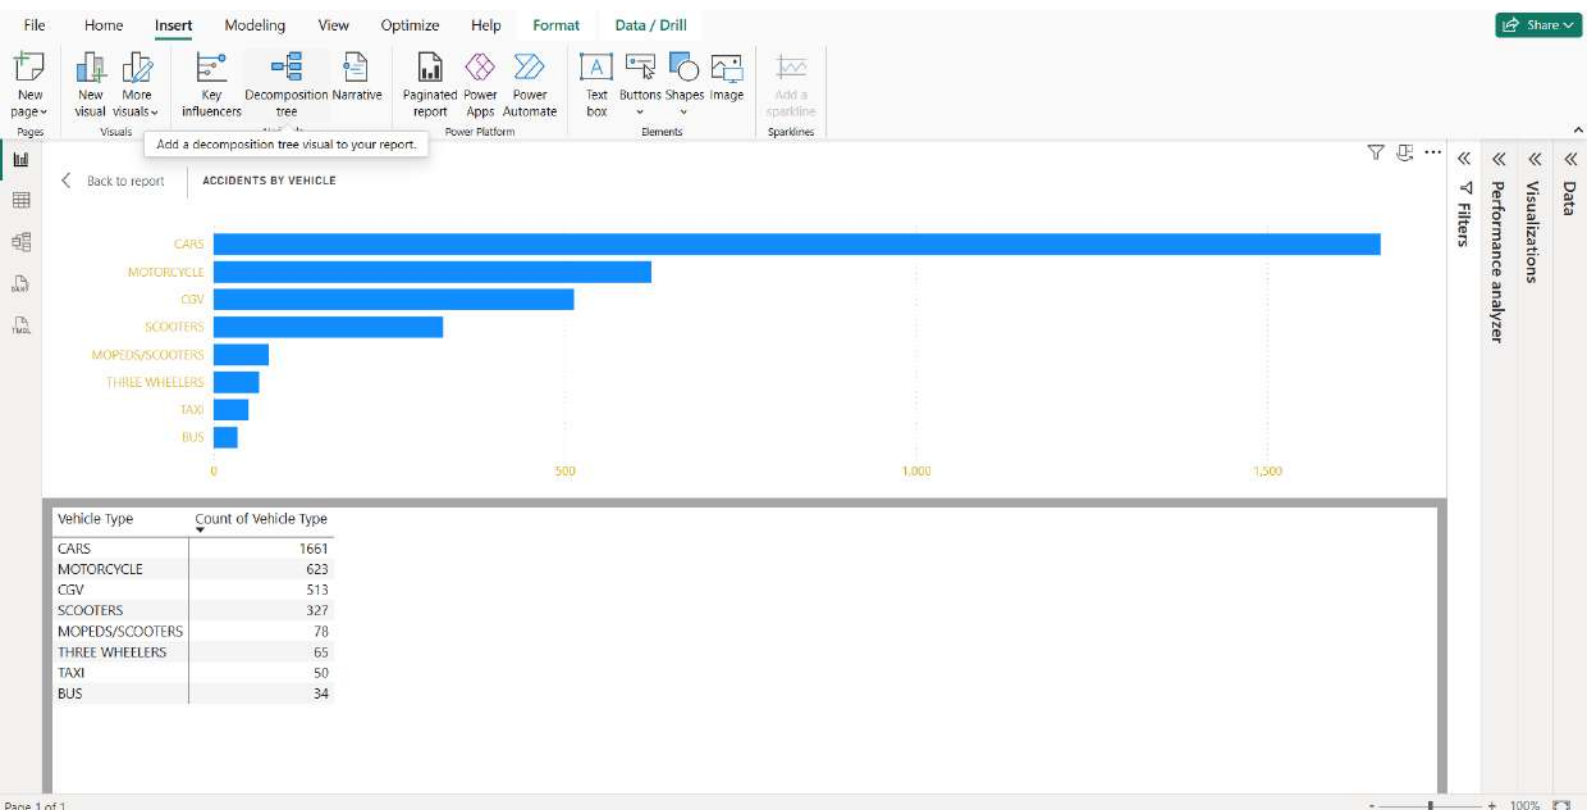 File Home Insert Modeling View Optimize Help Format Data / Drill Share
New page
New visual
More visuals
Key influencers
Decomposition tree
Narrative
Paginated report
Power Apps
Power Automate
Text box
Buttons
Shapes
Image
Add a sparkline
Pages Visuals Power Platform Elements Sparklines
Add a decomposition tree visual to your report.
Back to report ACCIDENTS BY VEHICLE
CARS
MOTORCYCLE
CGV
SCOOTERS
MOPEDS/SCOOTERS
THREE WHEELERS
TAXI
BUS
0 500 1,000 1,500
Filters
Performance analyzer
Visualizations
Data
Vehicle Type Count of Vehicle Type
CARS 1661
MOTORCYCLE 623
CGV 513
SCOOTERS 327
MOPEDS/SCOOTERS 78
THREE WHEELERS 65
TAXI 50
BUS 34
Page 1 of 1 - + 100%